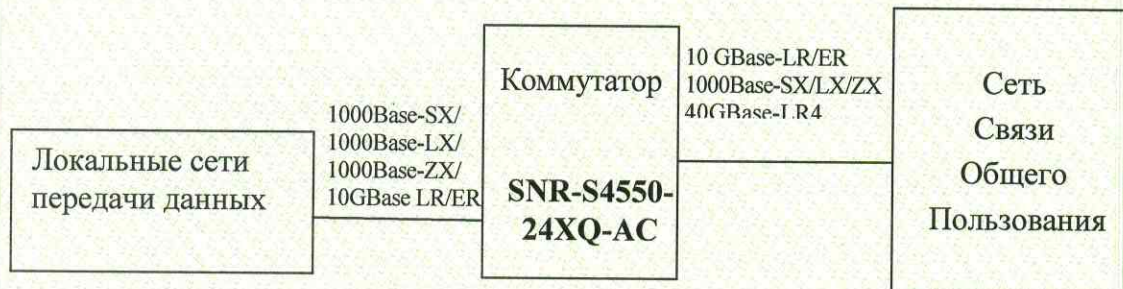 Локальные сети
передачи данных
1000Base-SX/
1000Base-LX/
1000Base-ZX/
10GBase LR/ER
Коммутатор
SNR-S4550-
24XQ-AC
10 GBase-LR/ER
1000Base-SX/LX/ZX
40GBase-LR4
Сеть
Связи
Общего
Пользования